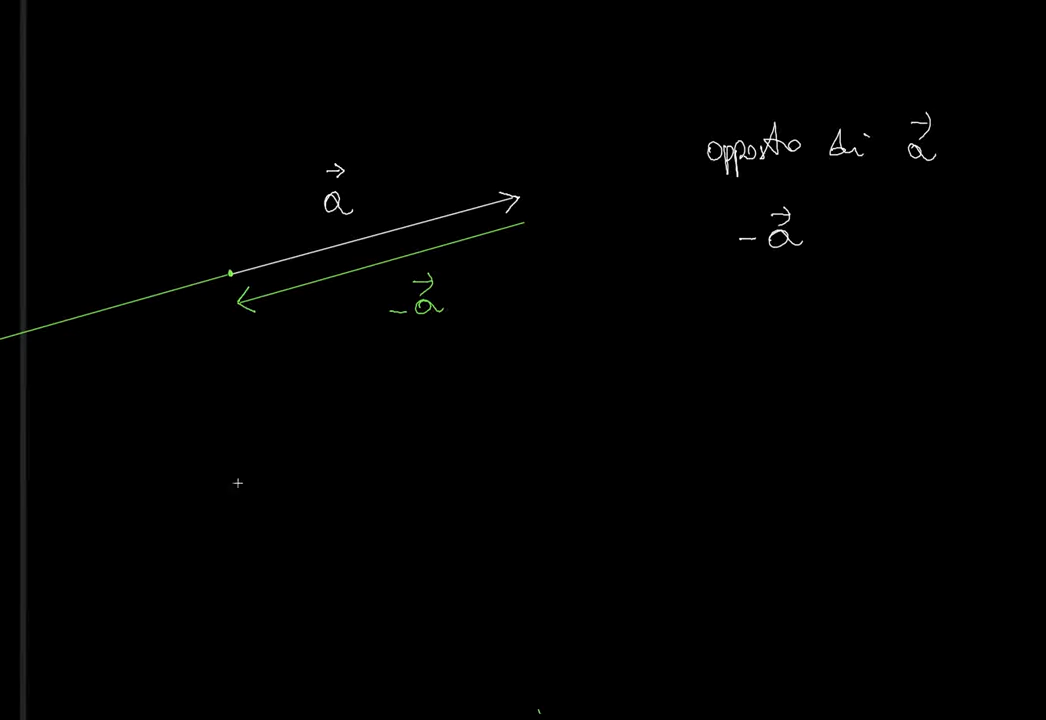 opposto di a⃗
a⃗
-a⃗
-a⃗